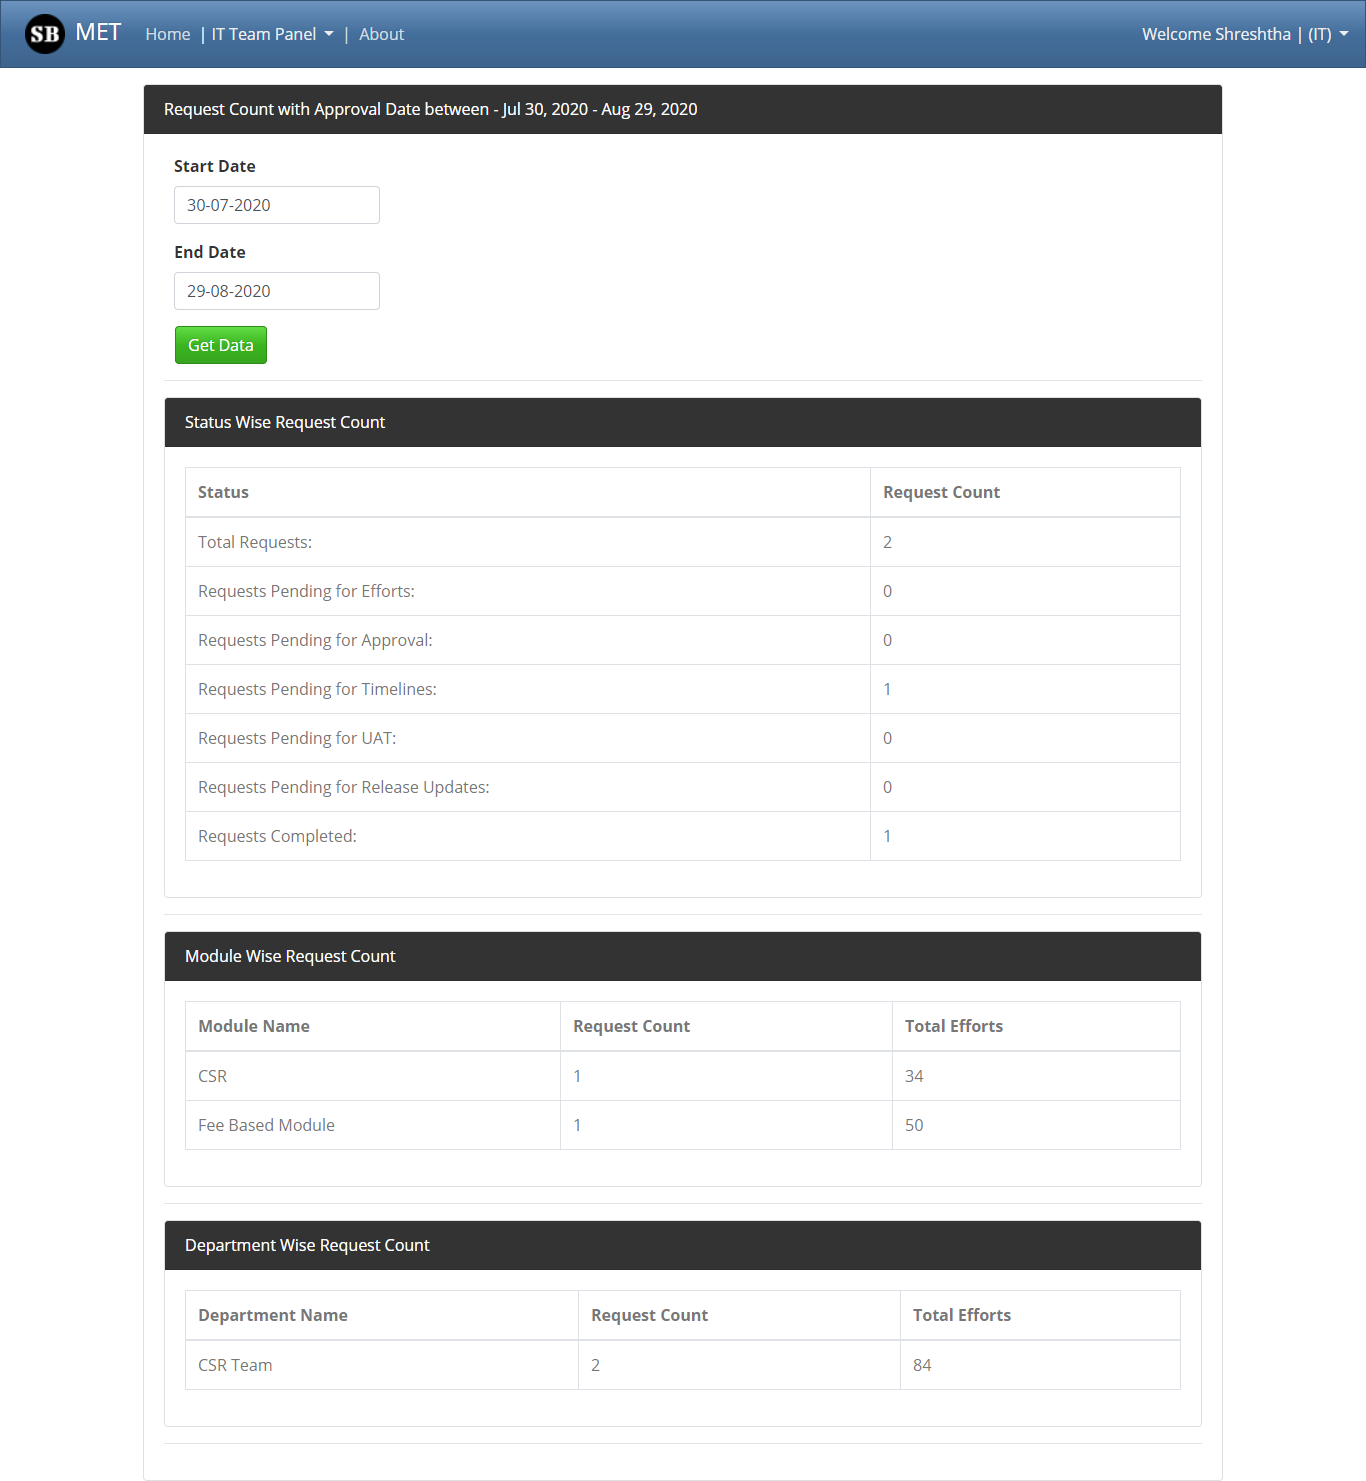 SB MET Home | IT Team Panel | About Welcome Shreshtha | (IT)
Request Count with Approval Date between - Jul 30, 2020 - Aug 29, 2020
Start Date
30-07-2020
End Date
29-08-2020
Get Data
Status Wise Request Count
Status Request Count
Total Requests: 2
Requests Pending for Efforts: 0
Requests Pending for Approval: 0
Requests Pending for Timelines: 1
Requests Pending for UAT: 0
Requests Pending for Release Updates: 0
Requests Completed: 1
Module Wise Request Count
Module Name Request Count Total Efforts
CSR 1 34
Fee Based Module 1 50
Department Wise Request Count
Department Name Request Count Total Efforts
CSR Team 2 84